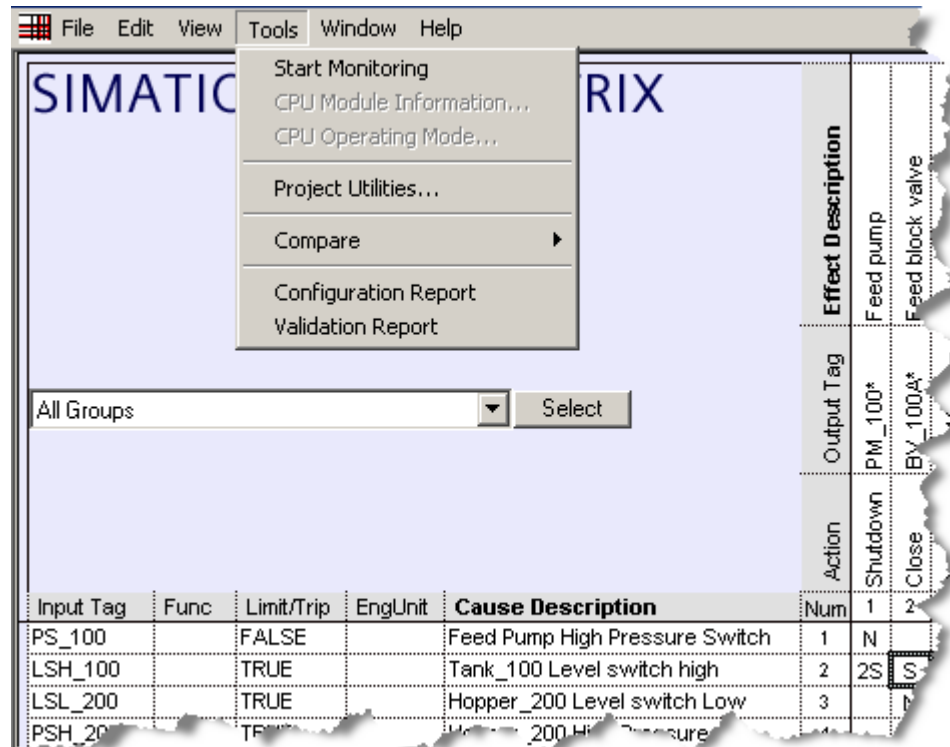 File Edit View Tools Window Help
Start Monitoring
CPU Module Information...
CPU Operating Mode...
Project Utilities...
Compare
Configuration Report
Validation Report
SIMATIC RIX
All Groups
Select
Effect Description
Feed pump
Feed block valve
Output Tag
PM_100*
BV_100A*
Action
Shutdown
Close
Input Tag Func Limit/Trip EngUnit Cause Description Num 1 2
PS_100 FALSE Feed Pump High Pressure Switch 1 N
LSH_100 TRUE Tank_100 Level switch high 2 2S S
LSL_200 TRUE Hopper_200 Level switch Low 3